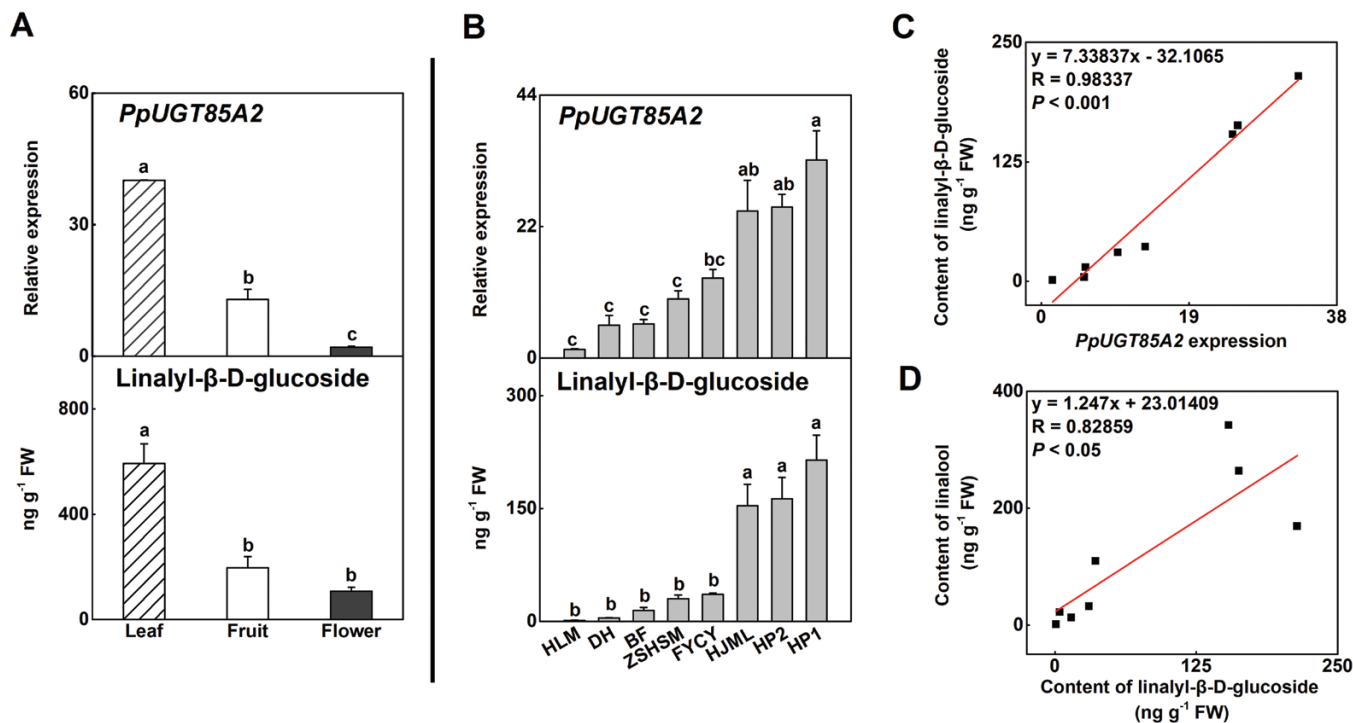 A
60
PpUGT85A2
a
30
b
c
0
Relative expression
Linalyl-β-D-glucoside
800
a
400
b
b
0
ng g-1 FW
Leaf Fruit Flower
B
44
PpUGT85A2
a
ab ab
22
bc
c
c c
c
0
Relative expression
Linalyl-β-D-glucoside
300
a
a a
150
b b b b b
0
ng g-1 FW
HLM DH BF ZSHSM FYCY HJML HP2 HP1
C
250
y = 7.33837x - 32.1065
R = 0.98337
P < 0.001
125
0
Content of linalyl-β-D-glucoside
(ng g-1 FW)
0 19 38
PpUGT85A2 expression
D
400
y = 1.247x + 23.01409
R = 0.82859
P < 0.05
200
0
Content of linalool
(ng g-1 FW)
0 125 250
Content of linalyl-β-D-glucoside
(ng g-1 FW)